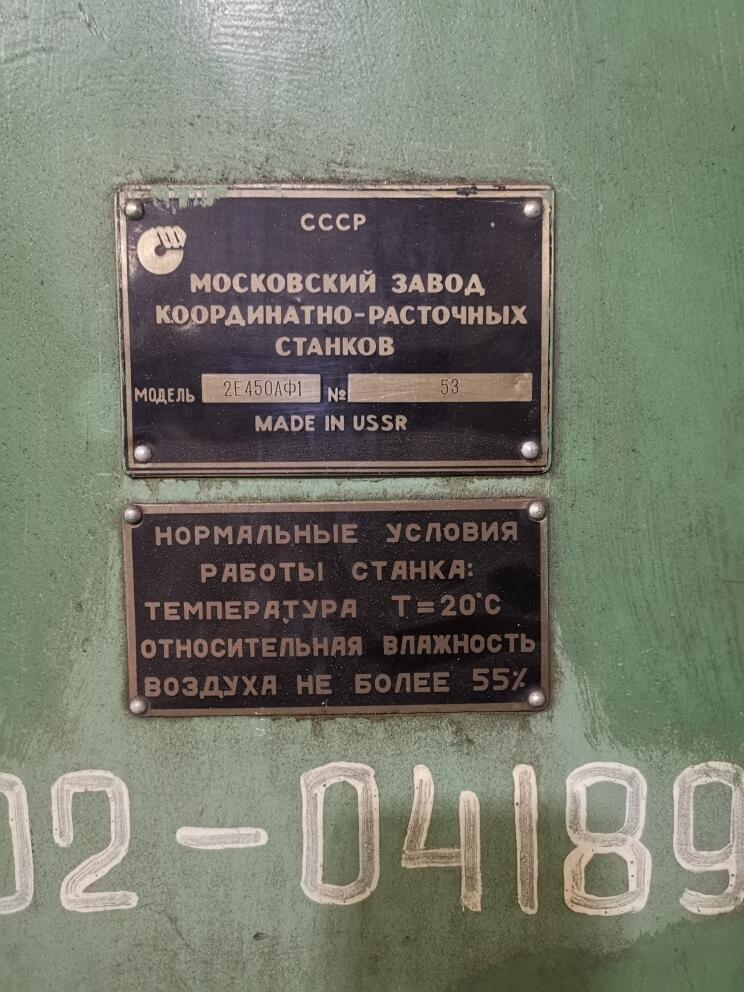 СССР
МОСКОВСКИЙ ЗАВОД
КООРДИНАТНО-РАСТОЧНЫХ
СТАНКОВ
МОДЕЛЬ 2Е450АФ1 № 53
MADE IN USSR
НОРМАЛЬНЫЕ УСЛОВИЯ
РАБОТЫ СТАНКА:
ТЕМПЕРАТУРА Т=20°С
ОТНОСИТЕЛЬНАЯ ВЛАЖНОСТЬ
ВОЗДУХА НЕ БОЛЕЕ 55%
02-04189